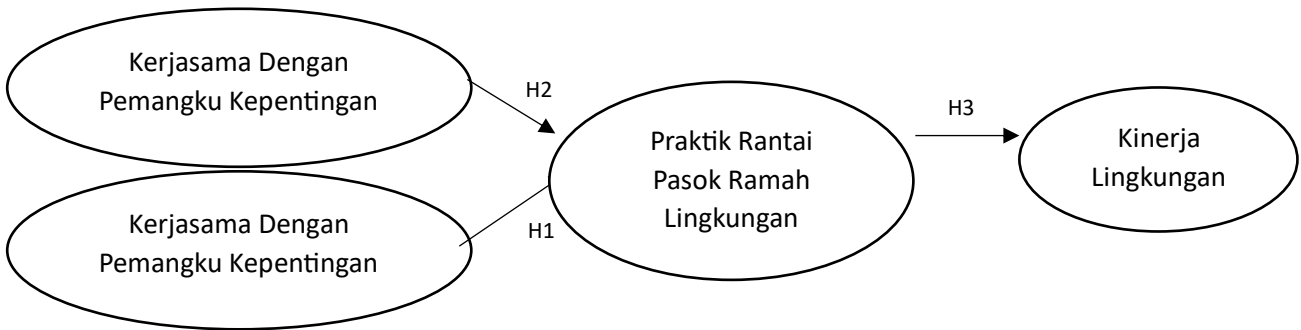 Kerjasama Dengan
Pemangku Kepentingan
H2
Kerjasama Dengan
Pemangku Kepentingan
H1
Praktik Rantai
Pasok Ramah
Lingkungan
H3
Kinerja
Lingkungan